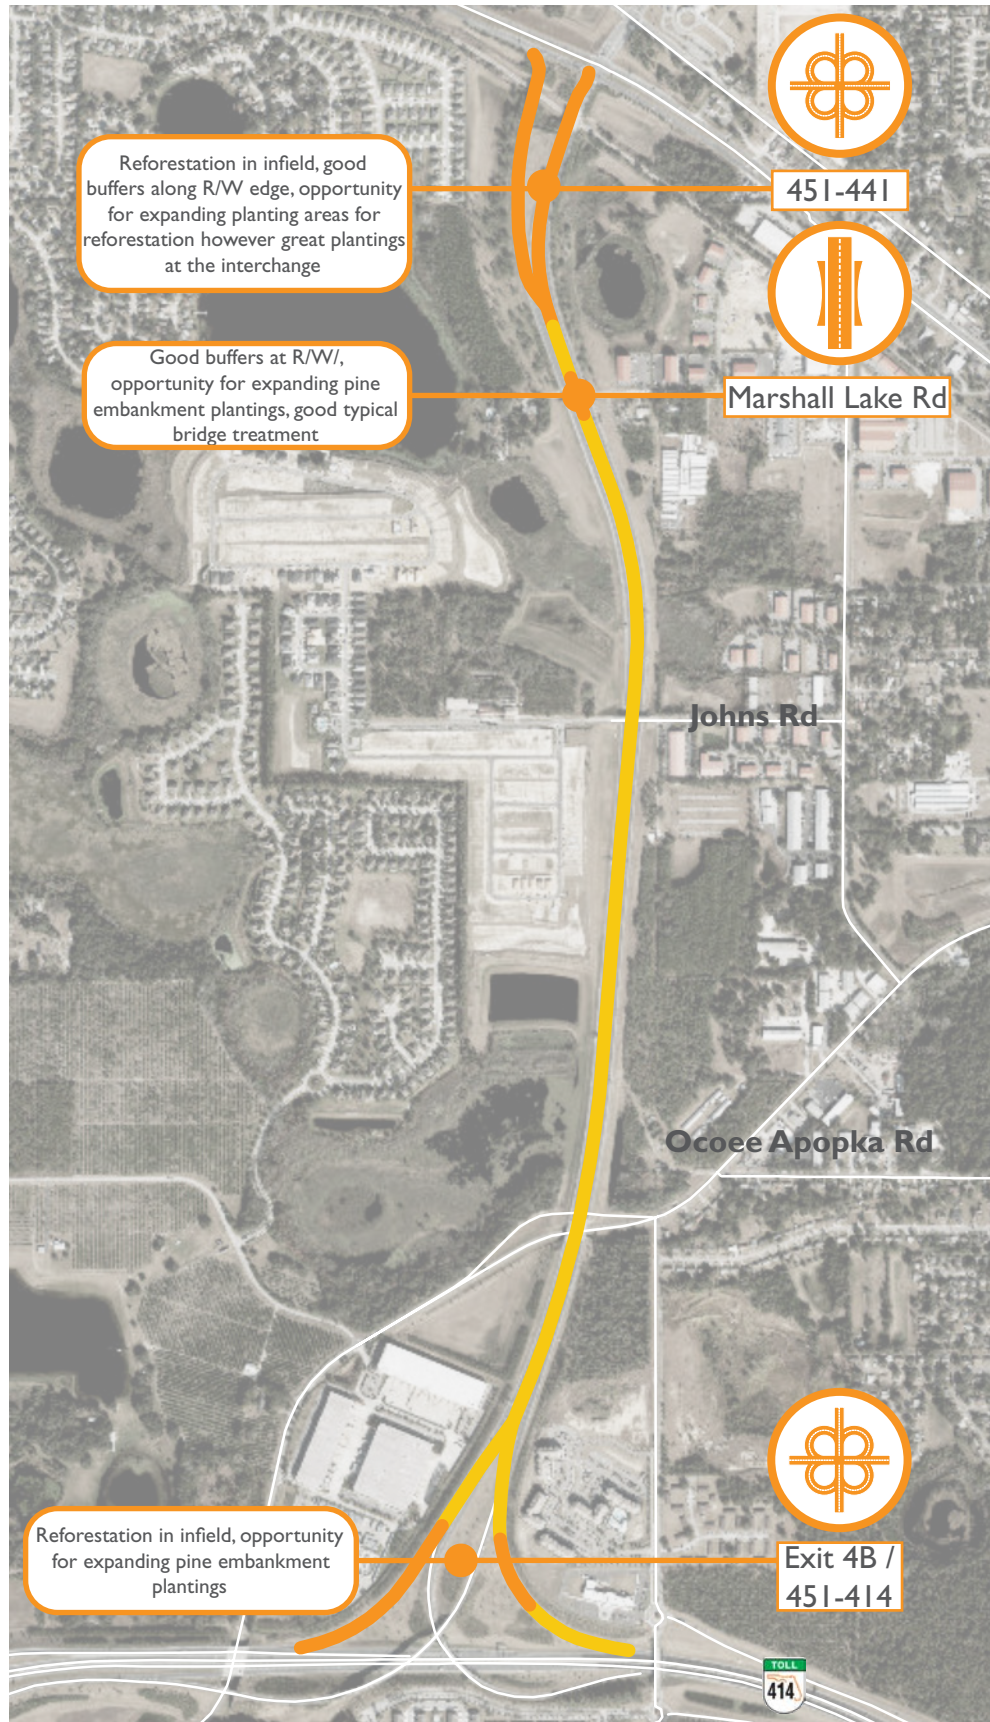 Reforestation in infield, good
buffers along R/W edge, opportunity
for expanding planting areas for
reforestation however great plantings
at the interchange
451-441
Good buffers at R/W/,
opportunity for expanding pine
embankment plantings, good typical
bridge treatment
Marshall Lake Rd
Johns Rd
Ocoee Apopka Rd
Reforestation in infield, opportunity
for expanding pine embankment
plantings
Exit 4B /
451-414
TOLL
414